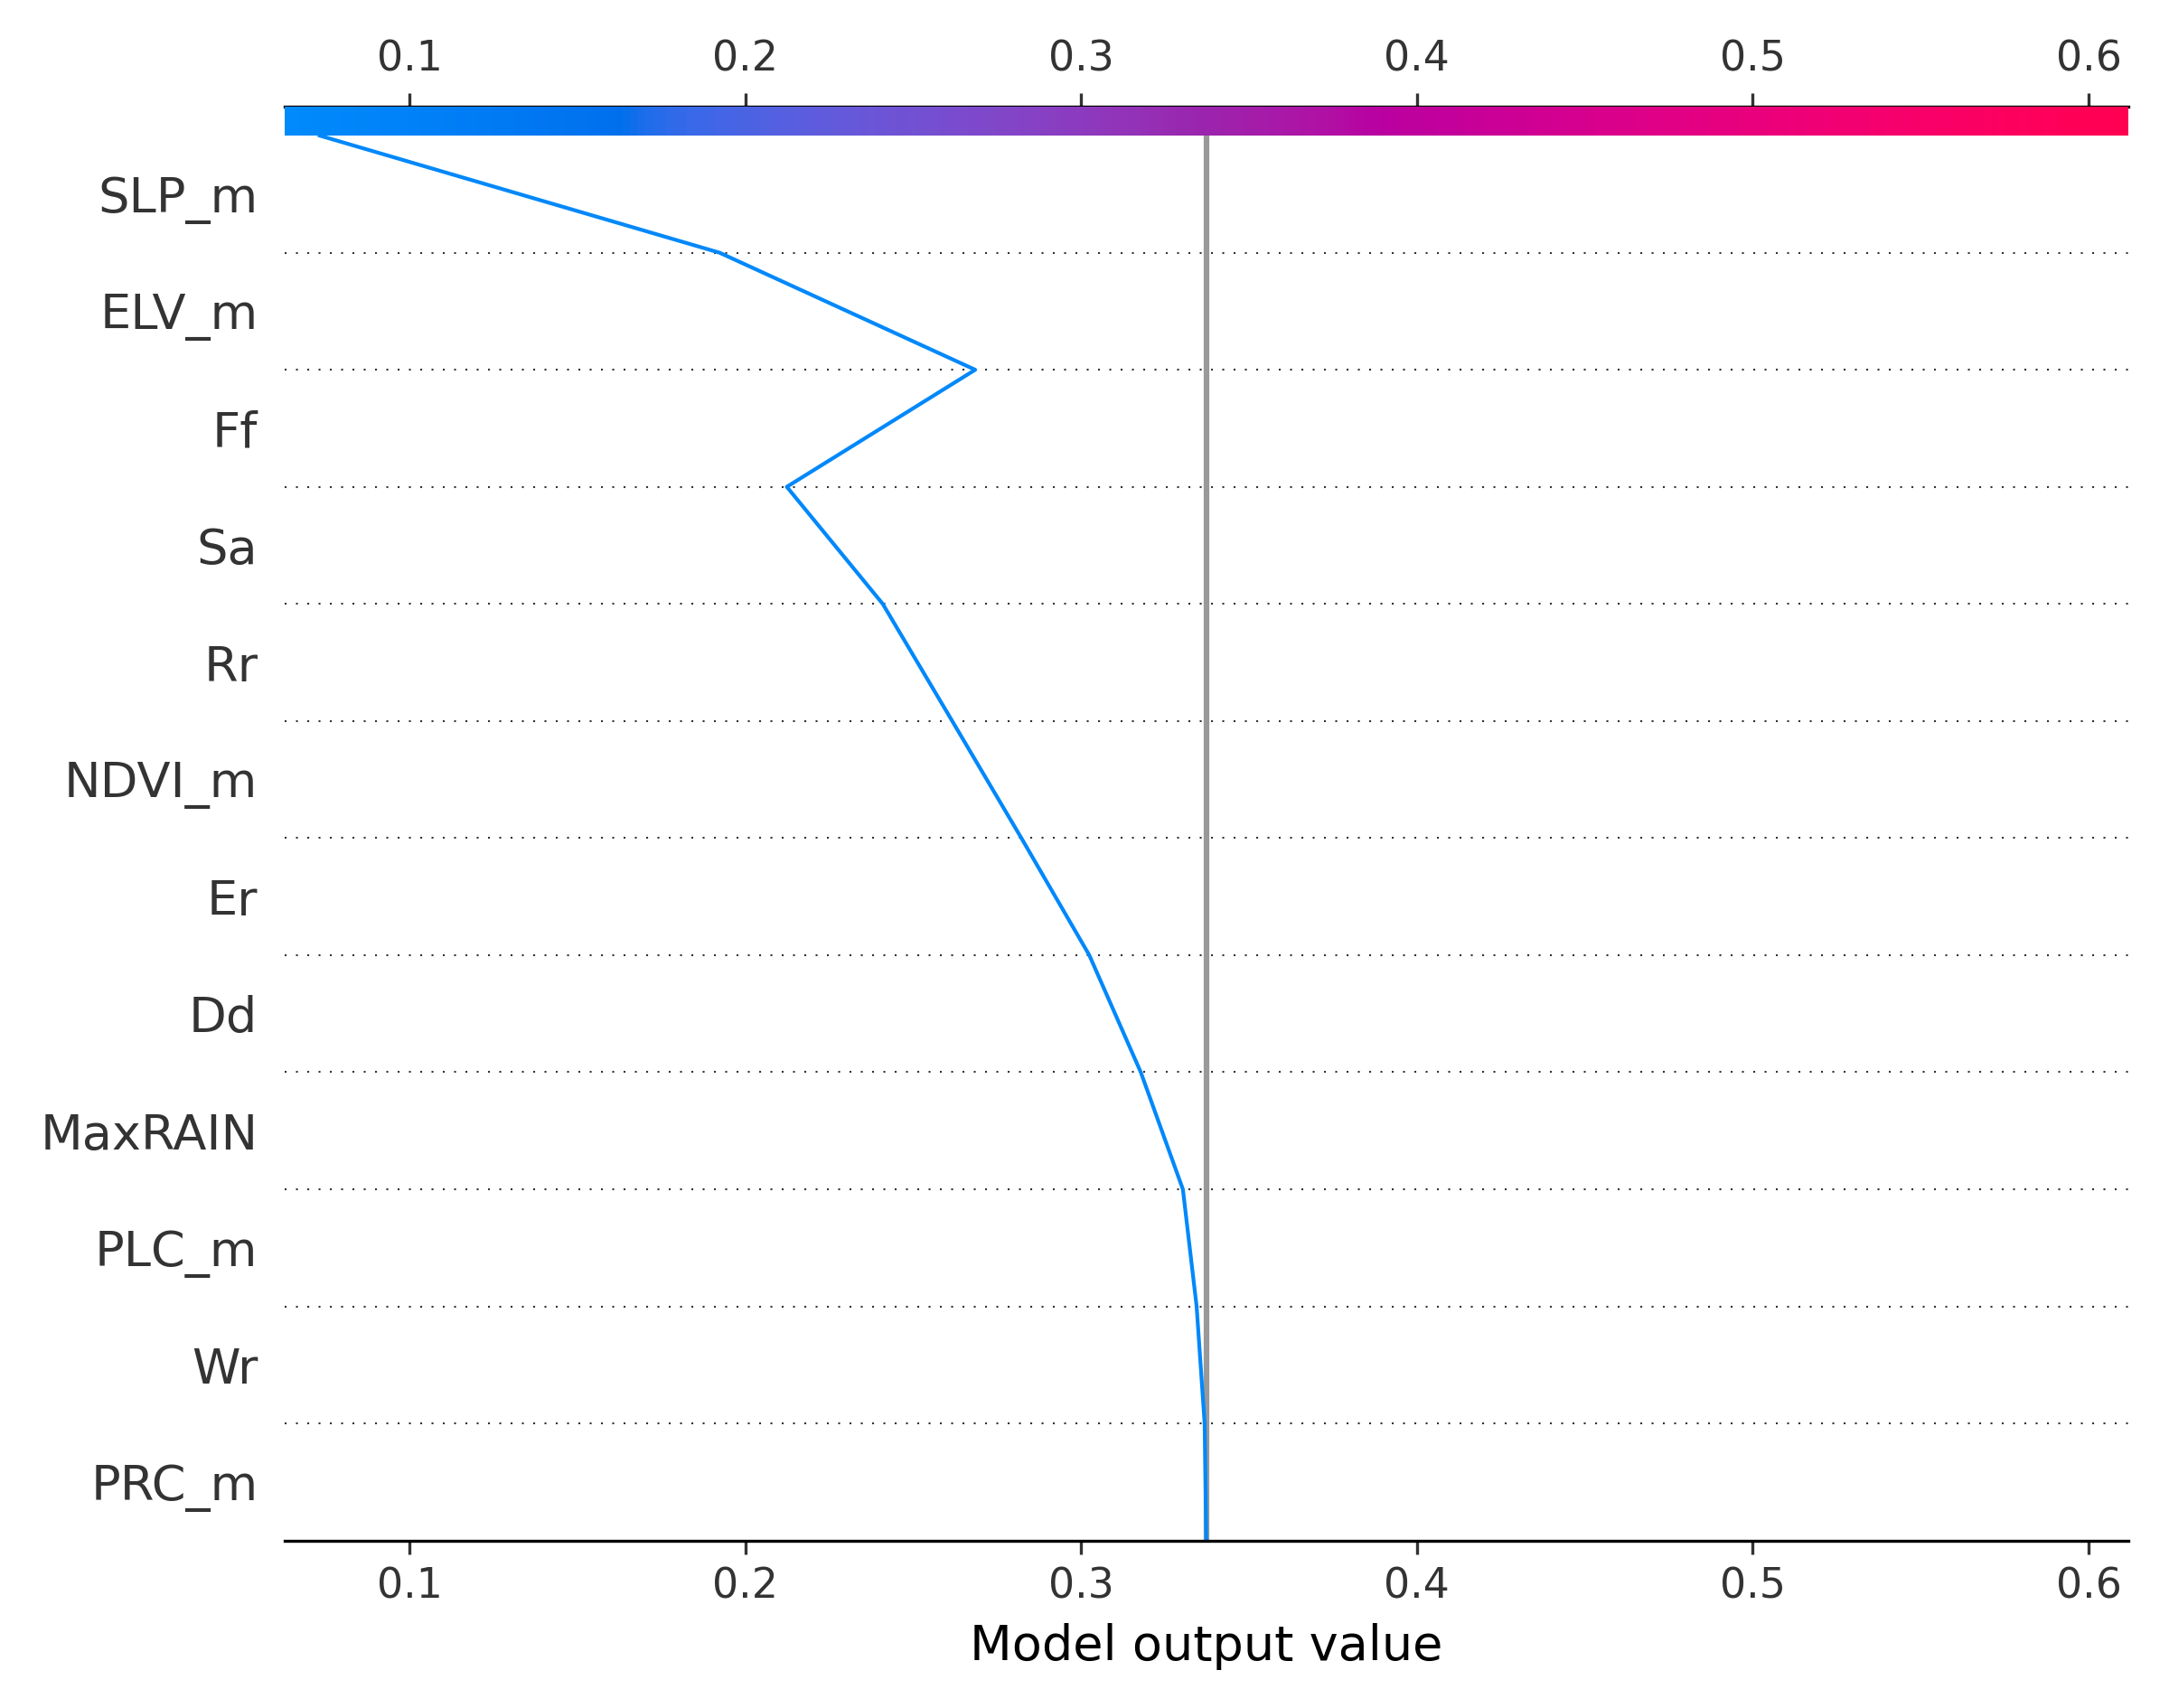 0.1 0.2 0.3 0.4 0.5 0.6
SLP_m
ELV_m
Ff
Sa
Rr
NDVI_m
Er
Dd
MaxRAIN
PLC_m
Wr
PRC_m
0.1 0.2 0.3 0.4 0.5 0.6
Model output value